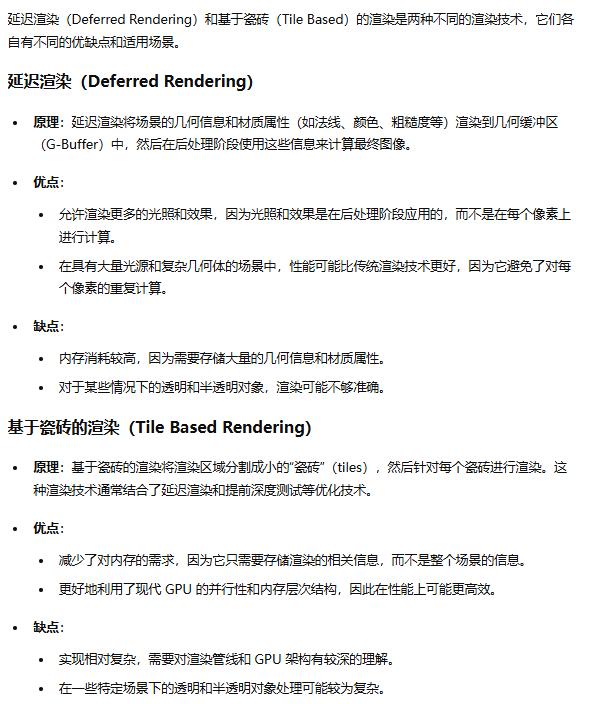 延迟渲染（Deferred Rendering）和基于瓷砖（Tile Based）的渲染是两种不同的渲染技术，它们各
自有不同的优缺点和适用场景。
延迟渲染（Deferred Rendering）
• 原理：延迟渲染将场景的几何信息和材质属性（如法线、颜色、粗糙度等）渲染到几何缓冲区
（G-Buffer）中，然后在后处理阶段使用这些信息来计算最终图像。
• 优点：
• 允许渲染更多的光照和效果，因为光照和效果是在后处理阶段应用的，而不是在每个像素上
进行计算。
• 在具有大量光源和复杂几何体的场景中，性能可能比传统渲染技术更好，因为它避免了对每
个像素的重复计算。
• 缺点：
• 内存消耗较高，因为需要存储大量的几何信息和材质属性。
• 对于某些情况下的透明和半透明对象，渲染可能不够准确。
基于瓷砖的渲染（Tile Based Rendering）
• 原理：基于瓷砖的渲染将渲染区域分割成小的“瓷砖”（tiles），然后针对每个瓷砖进行渲染。这
种渲染技术通常结合了延迟渲染和提前深度测试等优化技术。
• 优点：
• 减少了对内存的需求，因为它只需要存储渲染的相关信息，而不是整个场景的信息。
• 更好地利用了现代 GPU 的并行性和内存层次结构，因此在性能上可能更高效。
• 缺点：
• 实现相对复杂，需要对渲染管线和 GPU 架构有较深的理解。
• 在一些特定场景下的透明和半透明对象处理可能较为复杂。